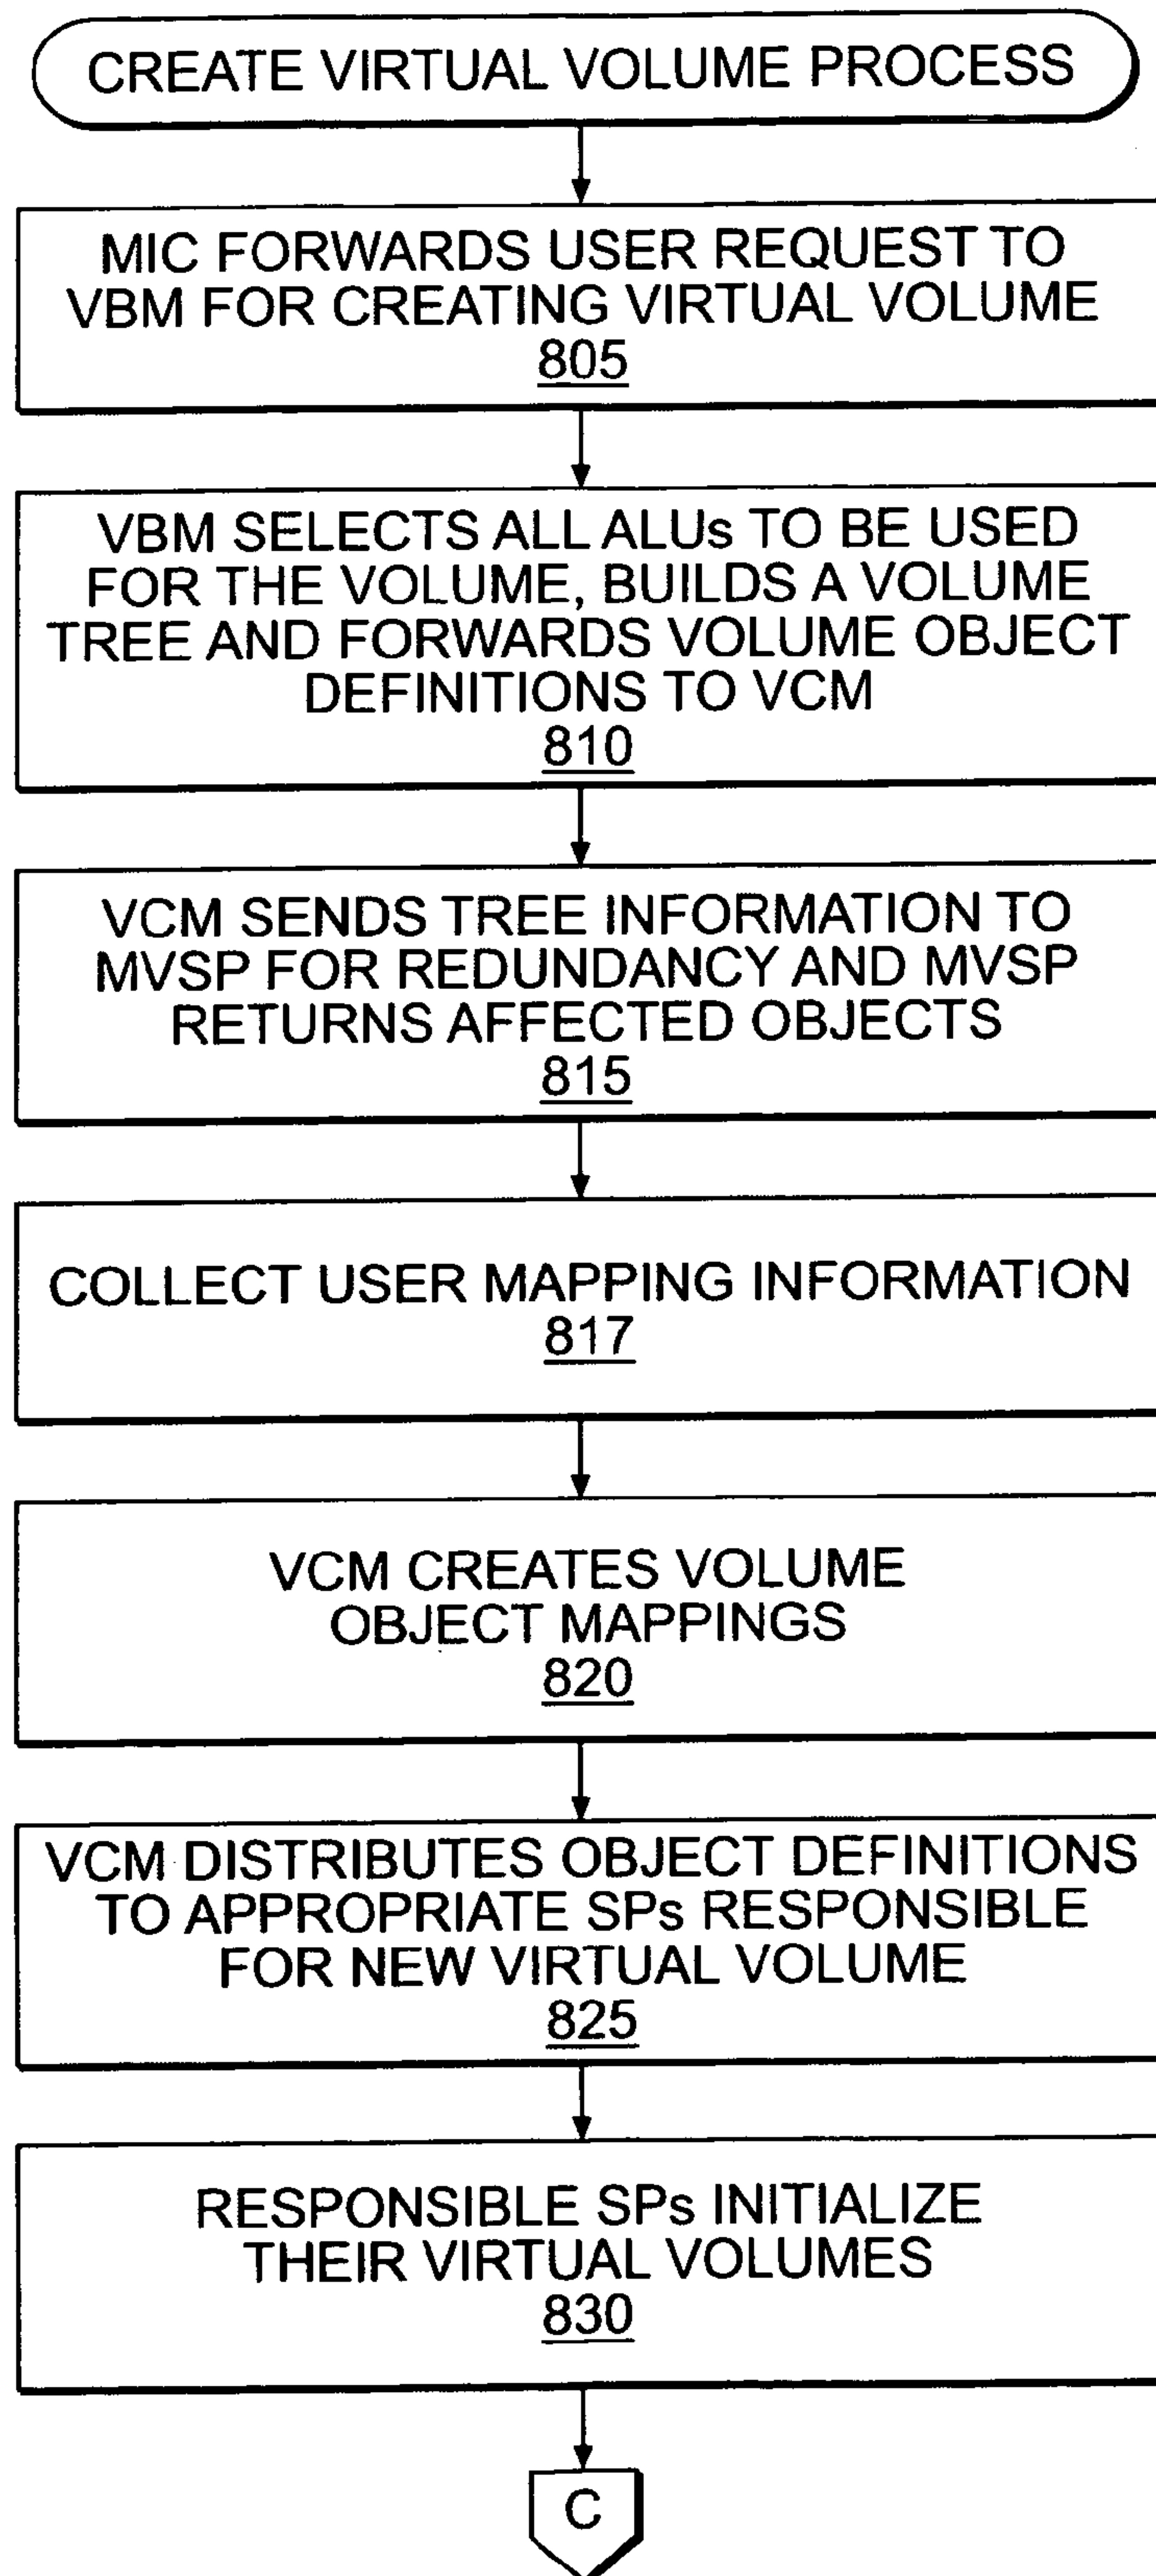 CREATE VIRTUAL VOLUME PROCESS
MIC FORWARDS USER REQUEST TO
VBM FOR CREATING VIRTUAL VOLUME
805
VBM SELECTS ALL ALUs TO BE USED
FOR THE VOLUME, BUILDS A VOLUME
TREE AND FORWARDS VOLUME OBJECT
DEFINITIONS TO VCM
810
VCM SENDS TREE INFORMATION TO
MVSP FOR REDUNDANCY AND MVSP
RETURNS AFFECTED OBJECTS
815
COLLECT USER MAPPING INFORMATION
817
VCM CREATES VOLUME
OBJECT MAPPINGS
820
VCM DISTRIBUTES OBJECT DEFINITIONS
TO APPROPRIATE SPs RESPONSIBLE
FOR NEW VIRTUAL VOLUME
825
RESPONSIBLE SPs INITIALIZE
THEIR VIRTUAL VOLUMES
830
C